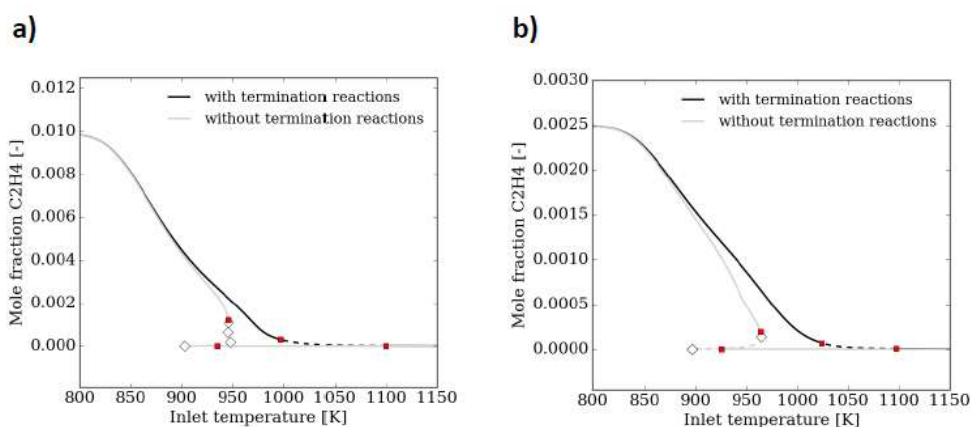 a)
0.012
0.010
0.008
0.006
0.004
0.002
0.000
Mole fraction C2H4 [-]
with termination reactions
without termination reactions
800 850 900 950 1000 1050 1100 1150
Inlet temperature [K]
b)
0.0030
0.0025
0.0020
0.0015
0.0010
0.0005
0.0000
Mole fraction C2H4 [-]
with termination reactions
without termination reactions
800 850 900 950 1000 1050 1100 1150
Inlet temperature [K]